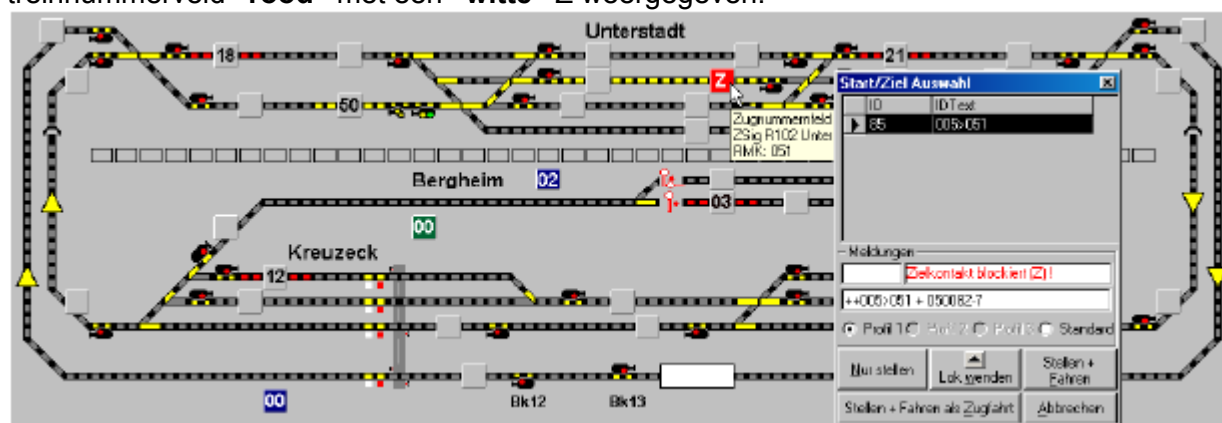 treinnummerveld "rood" met een "witte" Z weergegeven.
Unterstadt
18
21
Z
Start/Ziel Auswahl
ID IDText
50
Zugnummernfeld
85 005>051
ZSig R102 Unter
RMK: 051
Bergheim 02
03
00
Kreuzeck
Meldungen
12
Zielkontakt blockiert (Z) !
++005>051 + 050082-7
Profil 1 Profil 2 Profil 3 Standard
Nur stellen
Lok wenden
Stellen +
Fahren
00
Bk12
Bk13
Stellen + Fahren als Zugfahrt
Abbrechen